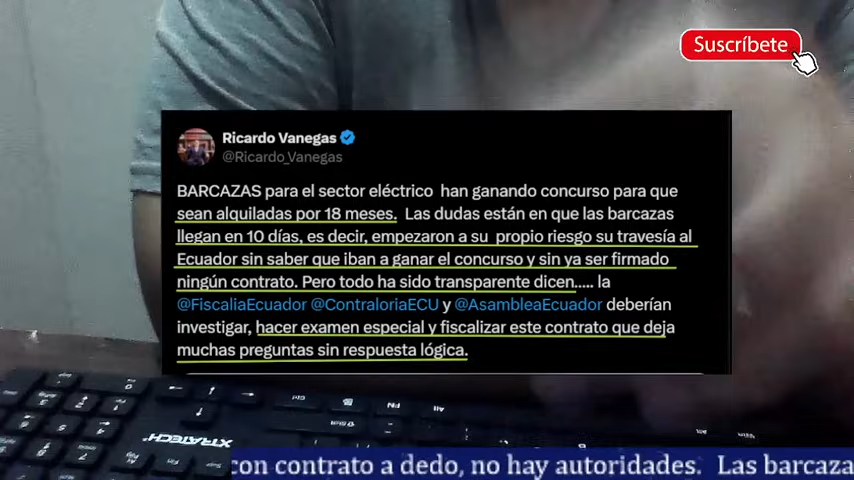 Suscríbete
Ricardo Vanegas
@Ricardo_Vanegas
BARCAZAS para el sector eléctrico han ganando concurso para que
sean alquiladas por 18 meses. Las dudas están en que las barcazas
llegan en 10 días, es decir, empezaron a su propio riesgo su travesía al
Ecuador sin saber que iban a ganar el concurso y sin ya ser firmado
ningún contrato. Pero todo ha sido transparente dicen..... la
@FiscaliaEcuador @ContraloriaECU y @AsambleaEcuador deberían
investigar, hacer examen especial y fiscalizar este contrato que deja
muchas preguntas sin respuesta lógica.
XTRATECH
con contrato a dedo, no hay autoridades. Las barcaza